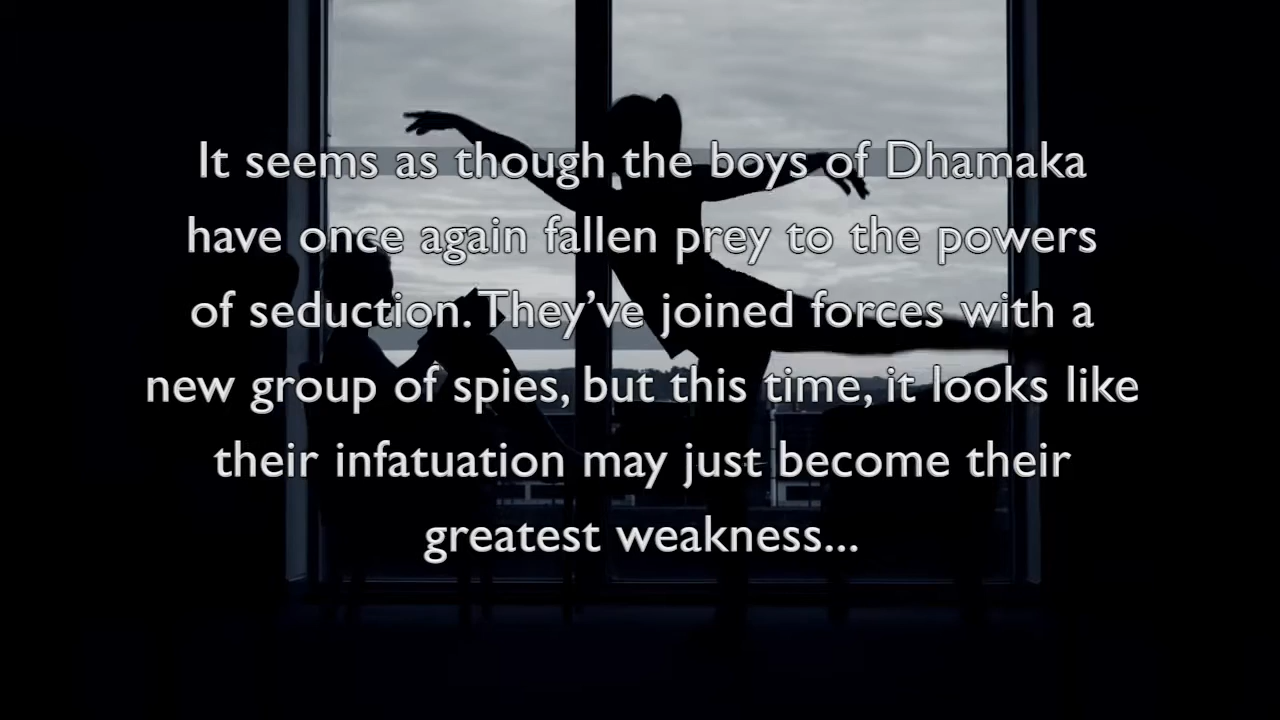 It seems as though the boys of Dhamaka
have once again fallen prey to the powers
of seduction. They’ve joined forces with a
new group of spies, but this time, it looks like
their infatuation may just become their
greatest weakness...